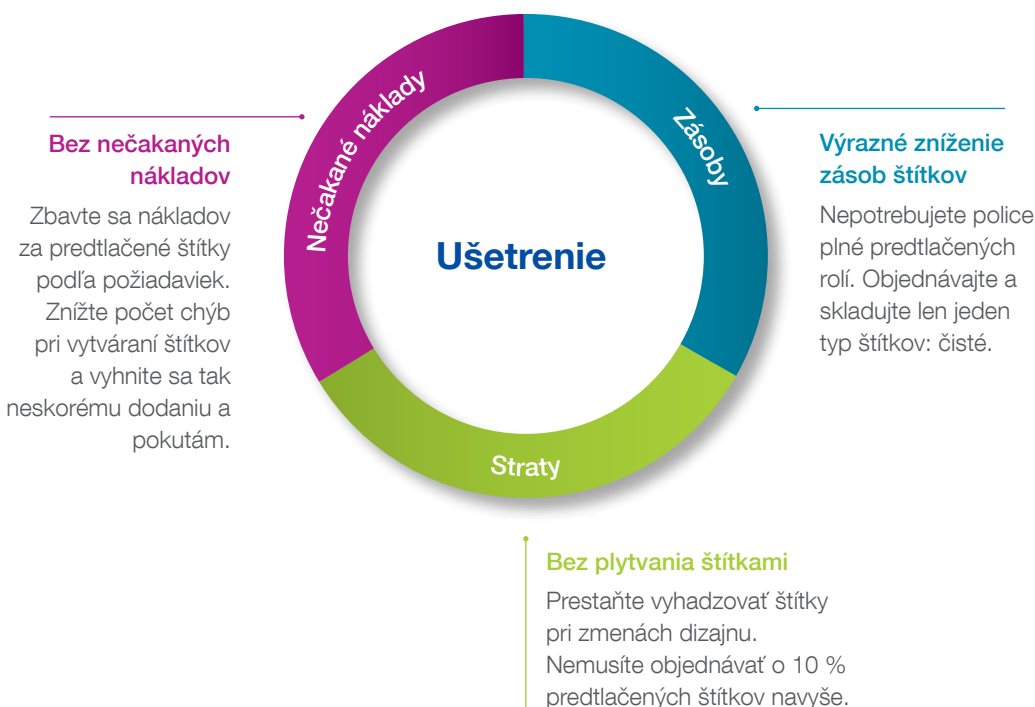 Nečakané náklady
Zásoby
Straty
Ušetrenie
Bez nečakaných
nákladov
Zbavte sa nákladov
za predtlačené štítky
podľa požiadaviek.
Znížte počet chýb
pri vytváraní štítkov
a vyhnite sa tak
neskorému dodaniu a
pokutám.
Výrazné zníženie
zásob štítkov
Nepotrebujete police
plné predtlačených
rolí. Objednávajte a
skladujte len jeden
typ štítkov: čisté.
Bez plytvania štítkami
Prestaňte vyhadzovať štítky
pri zmenách dizajnu.
Nemusíte objednávať o 10 %
predtlačených štítkov navyše.